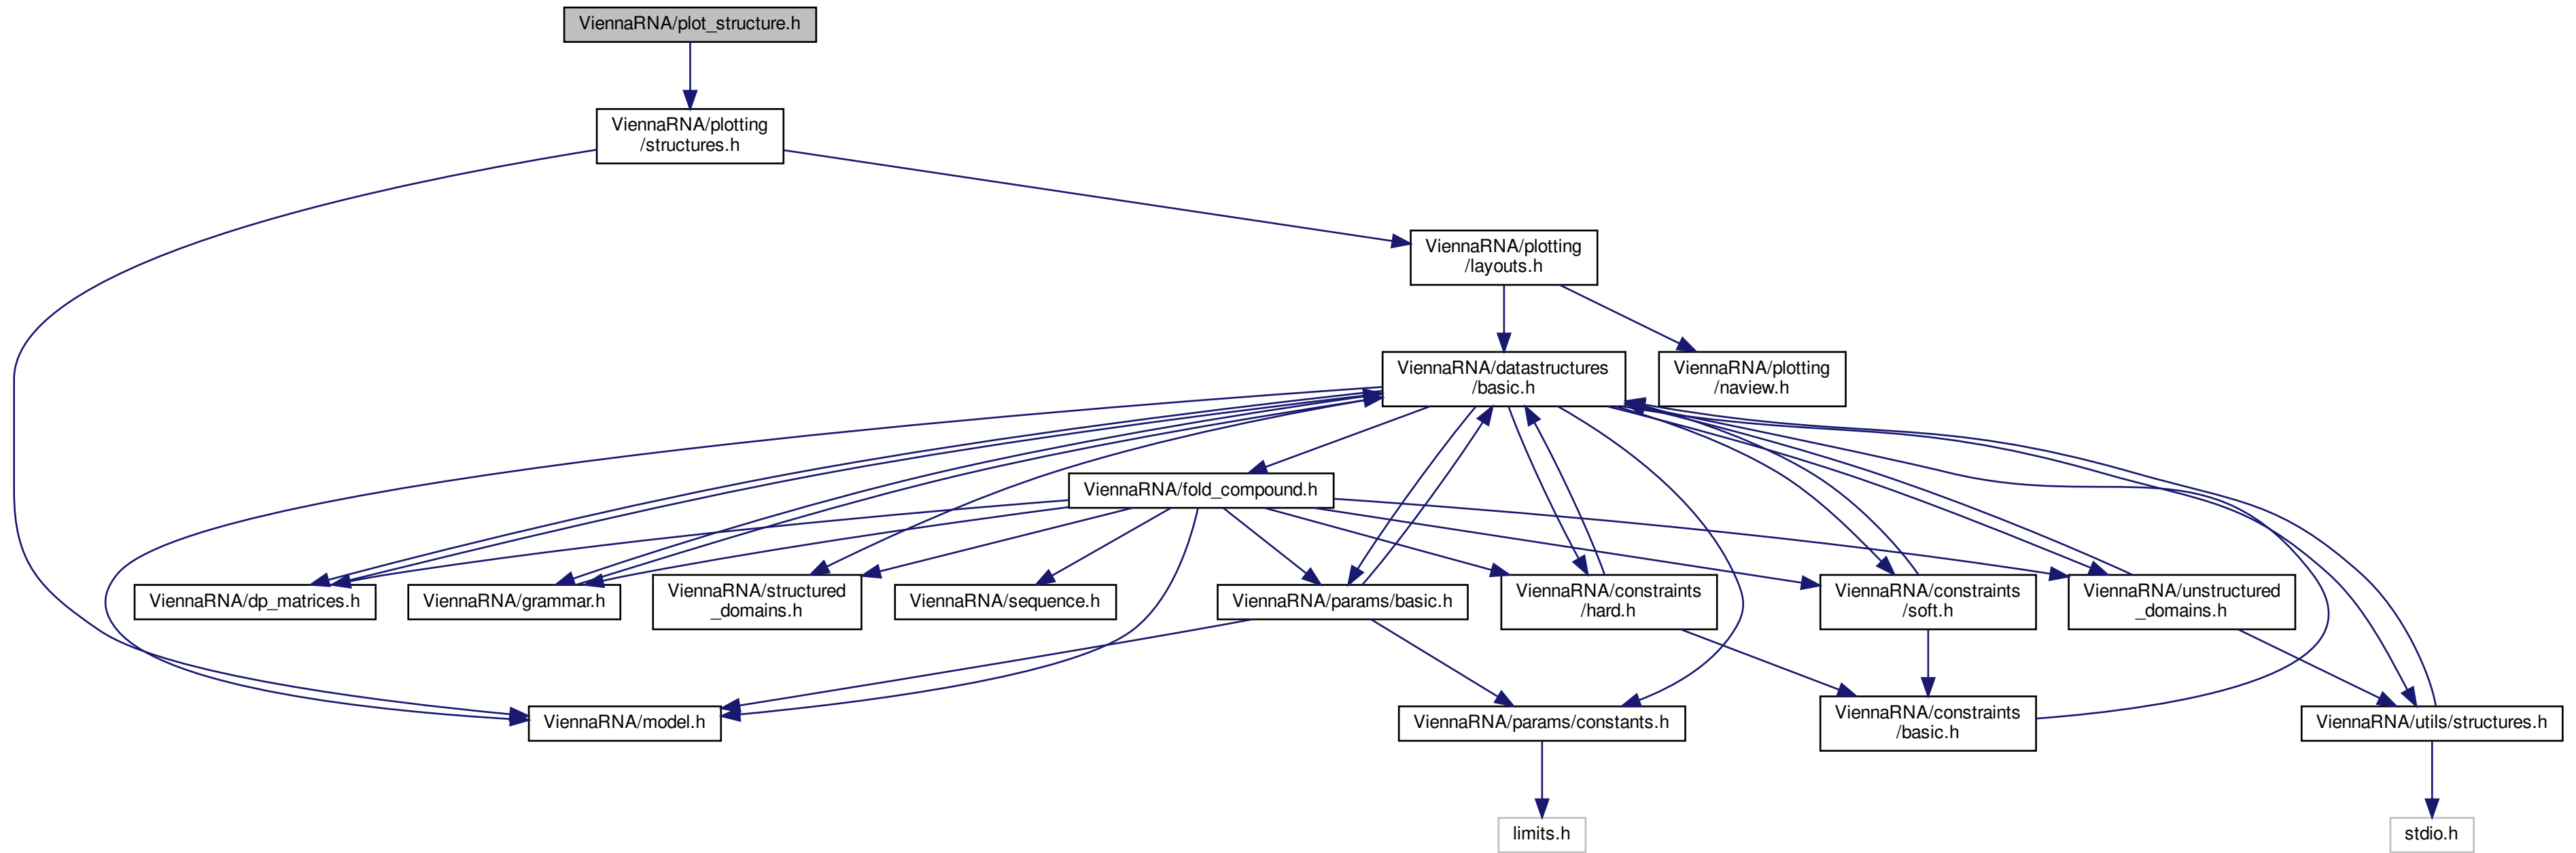 ViennaRNA/plot_structure.h
ViennaRNA/plotting
/structures.h
ViennaRNA/plotting
/layouts.h
ViennaRNA/datastructures
/basic.h
ViennaRNA/plotting
/naview.h
ViennaRNA/fold_compound.h
ViennaRNA/dp_matrices.h
ViennaRNA/grammar.h
ViennaRNA/structured
_domains.h
ViennaRNA/sequence.h
ViennaRNA/params/basic.h
ViennaRNA/constraints
/hard.h
ViennaRNA/constraints
/soft.h
ViennaRNA/unstructured
_domains.h
ViennaRNA/model.h
ViennaRNA/params/constants.h
ViennaRNA/constraints
/basic.h
ViennaRNA/utils/structures.h
limits.h
stdio.h